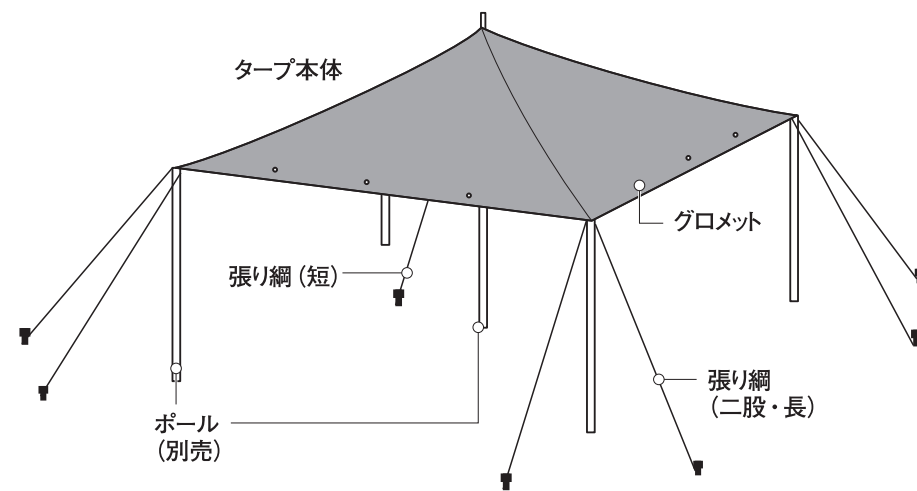 タープ本体
グロメット
張り綱（短）
張り綱
（二股・長）
ポール
（別売）